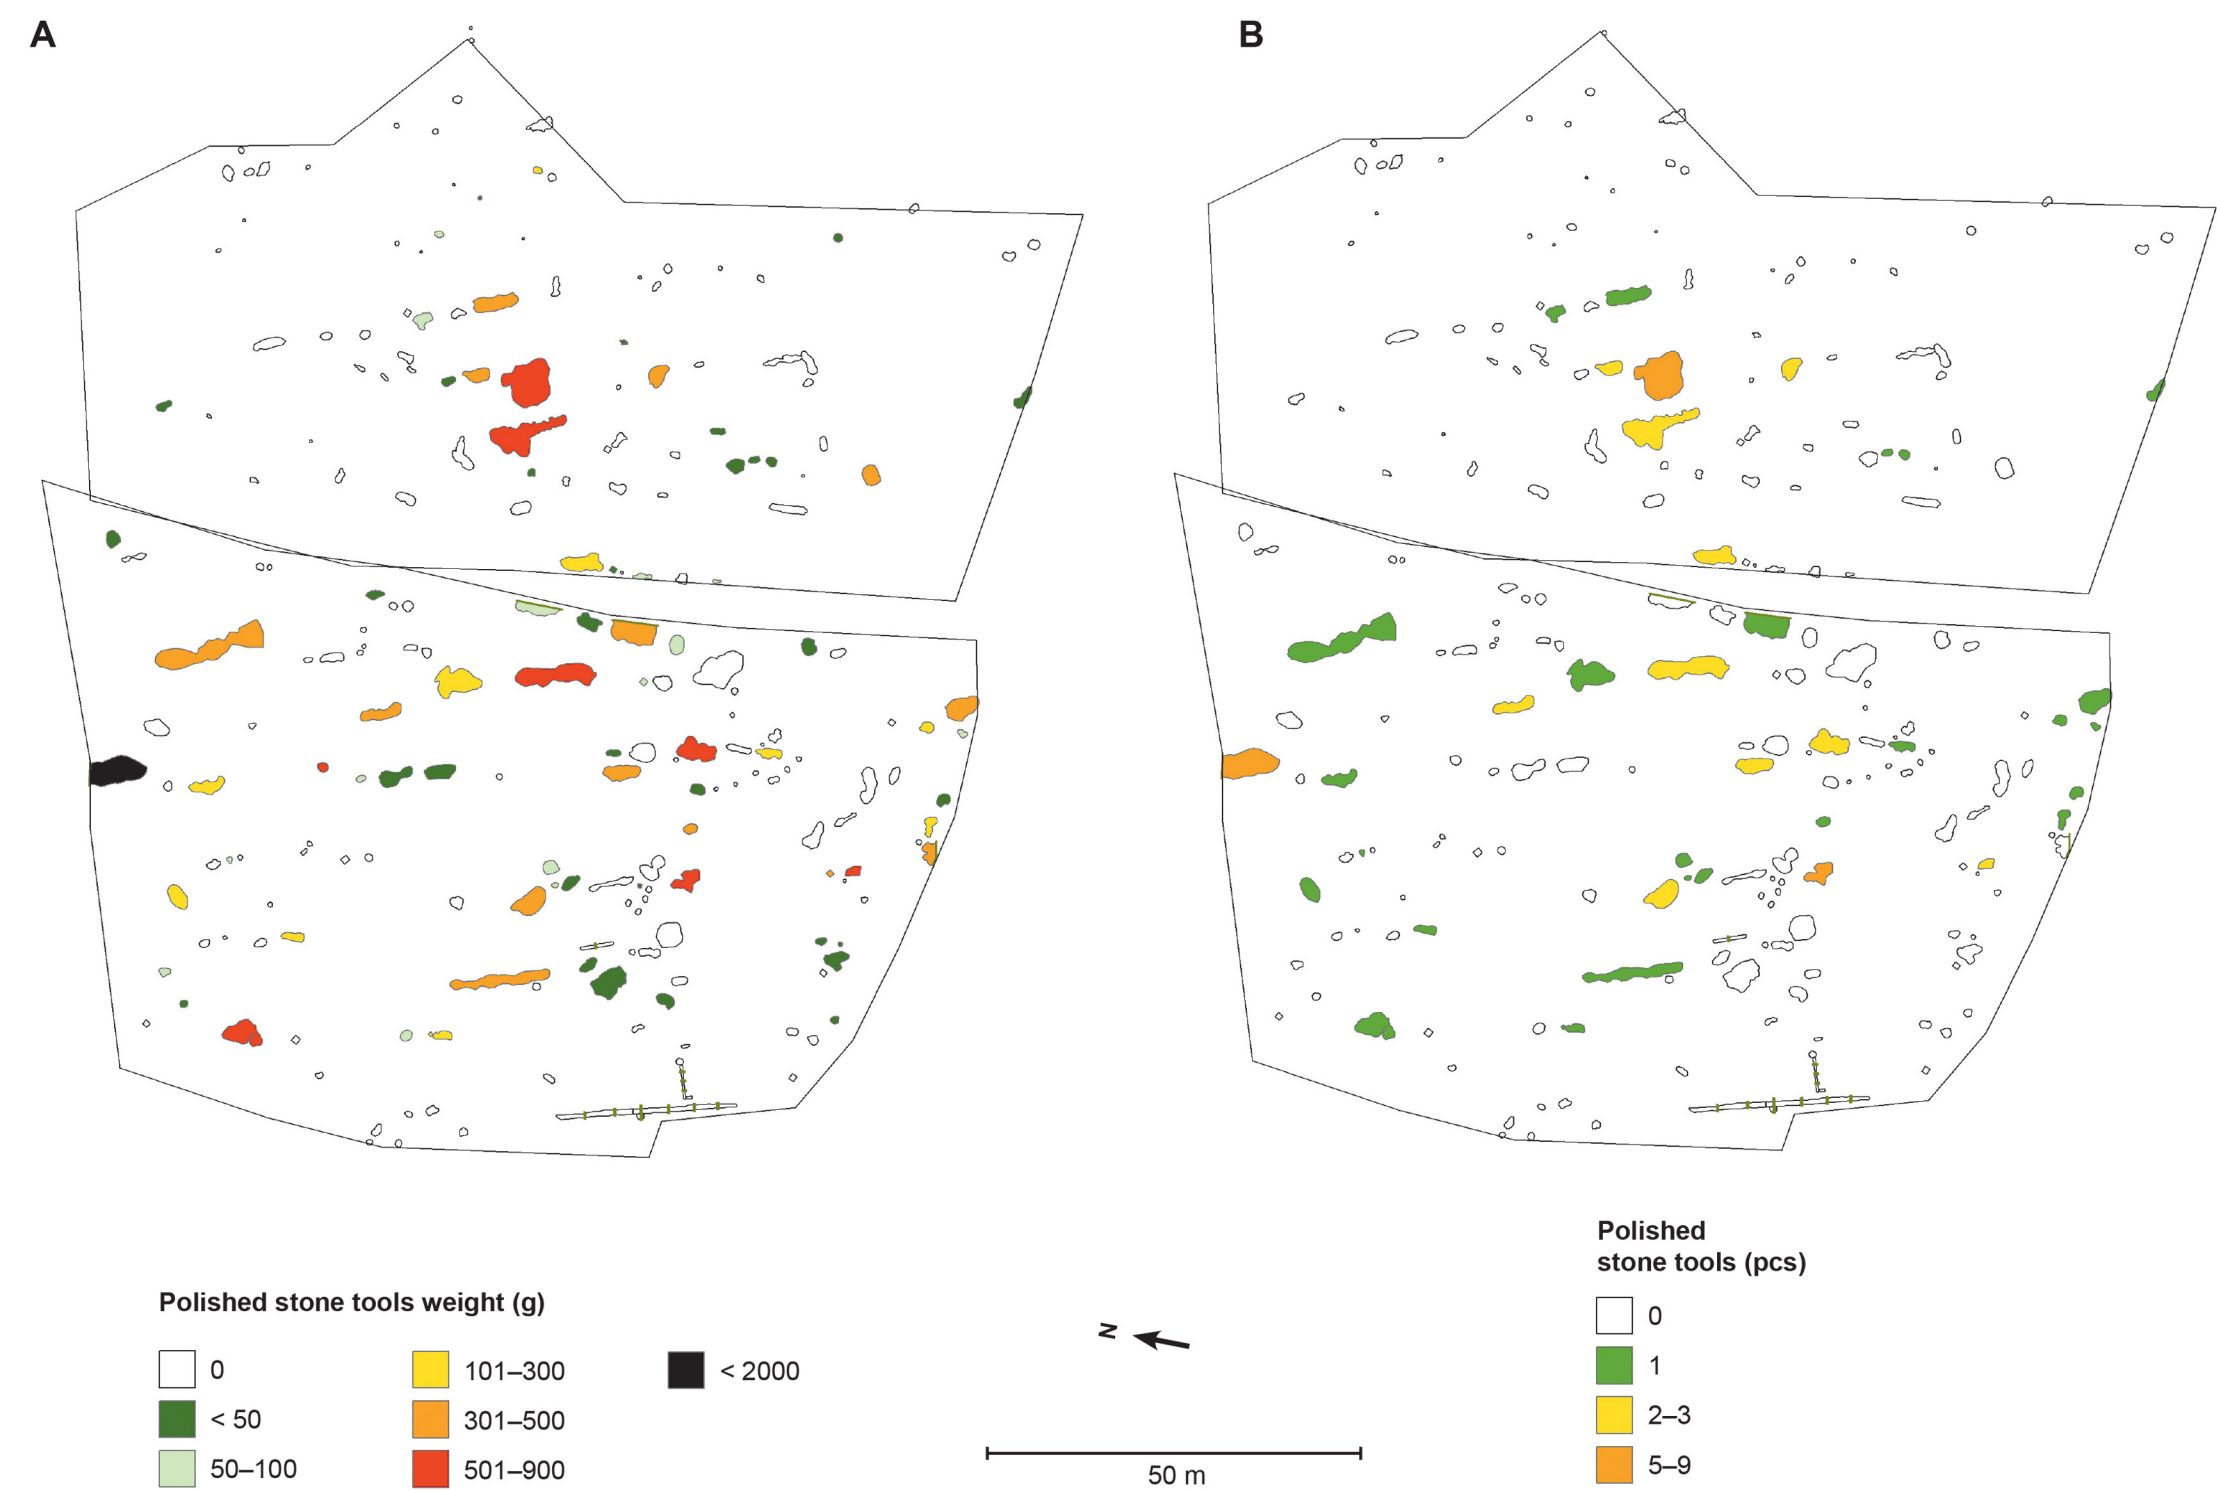 A
B
Polished stone tools weight (g)
0
< 50
50–100
101–300
301–500
501–900
< 2000
N
50 m
Polished
stone tools (pcs)
0
1
2–3
5–9